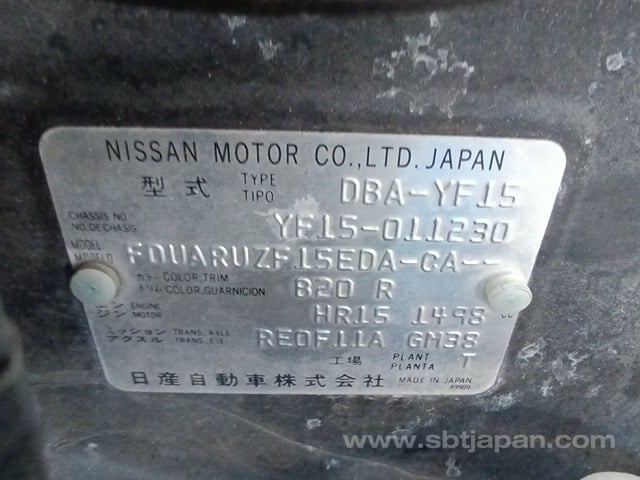 NISSAN MOTOR CO.,LTD. JAPAN
型式 TYPE TIPO DBA-YF15
CHASSIS NO. NO.DE CHASIS YF15-011230
MODEL MODELO FDUARUZF15EDA-CA--
カラー COLOR,TRIM トリム COLOR,GUARNICION B20 R
エンジン ENGINE MOTOR HR15 1498 cc
ミッション TRANS. AXLE アクスル TRANS. EJE RE0F11A GM38
工場 PLANT PLANTA T
日産自動車株式会社 MADE IN JAPAN
89909
www.sbtjapan.com